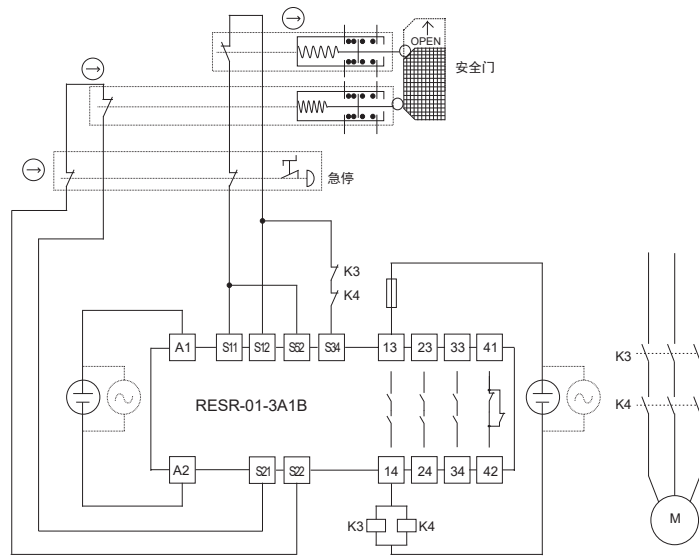 OPEN
安全门
急停
K3
K4
A1 S11 S12 S52 S34 13 23 33 41
K3
K4
RESR-01-3A1B
A2 S21 S22 14 24 34 42
K3 K4
M